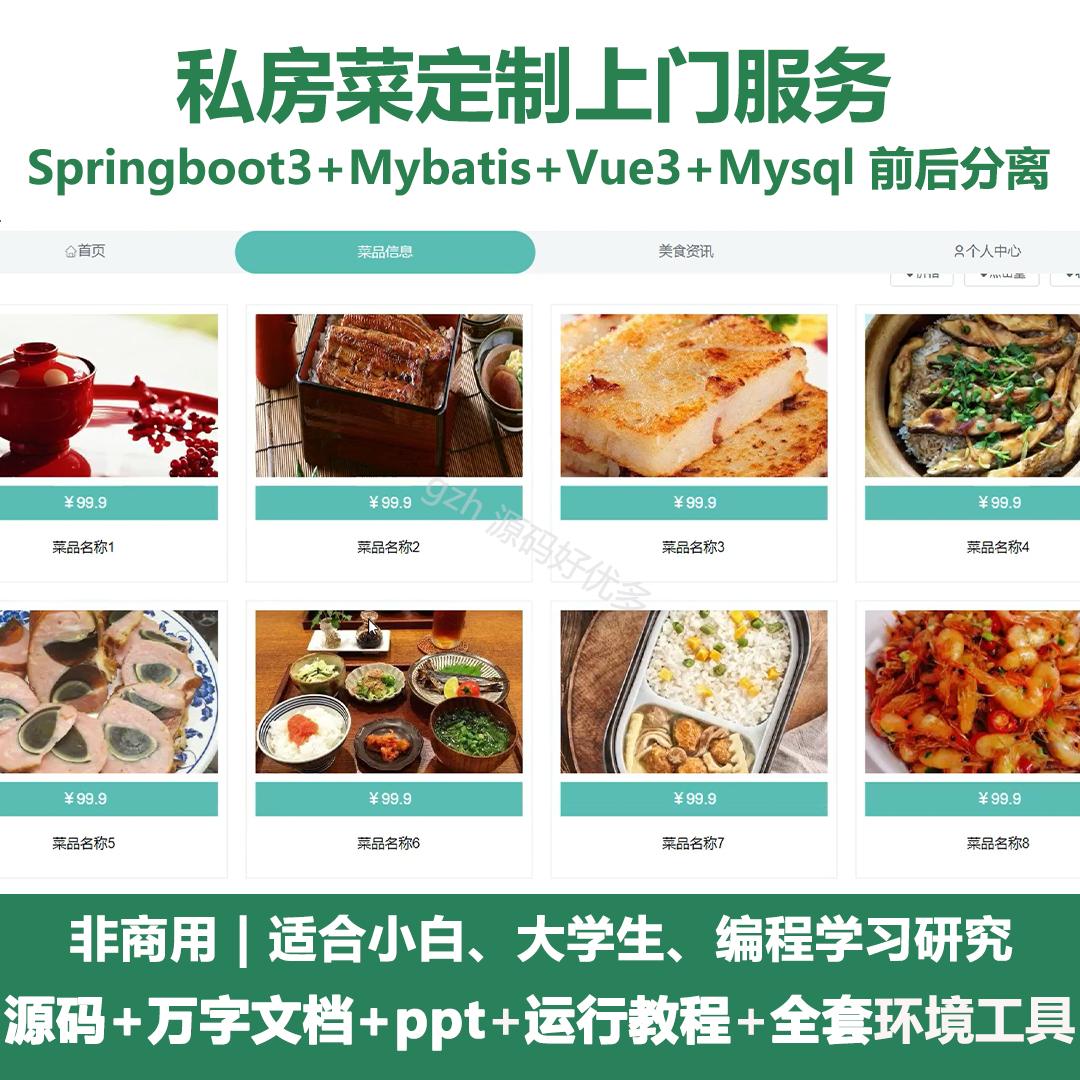 私房菜定制上门服务
Springboot3+Mybatis+Vue3+Mysql 前后分离
首页 菜品信息 美食资讯 个人中心
价格 点击量
¥99.9 ¥99.9 ¥99.9 ¥99.9
菜品名称1 菜品名称2 菜品名称3 菜品名称4
gzh 源码好优多
¥99.9 ¥99.9 ¥99.9 ¥99.9
菜品名称5 菜品名称6 菜品名称7 菜品名称8
非商用｜适合小白、大学生、编程学习研究
源码+万字文档+ppt+运行教程+全套环境工具